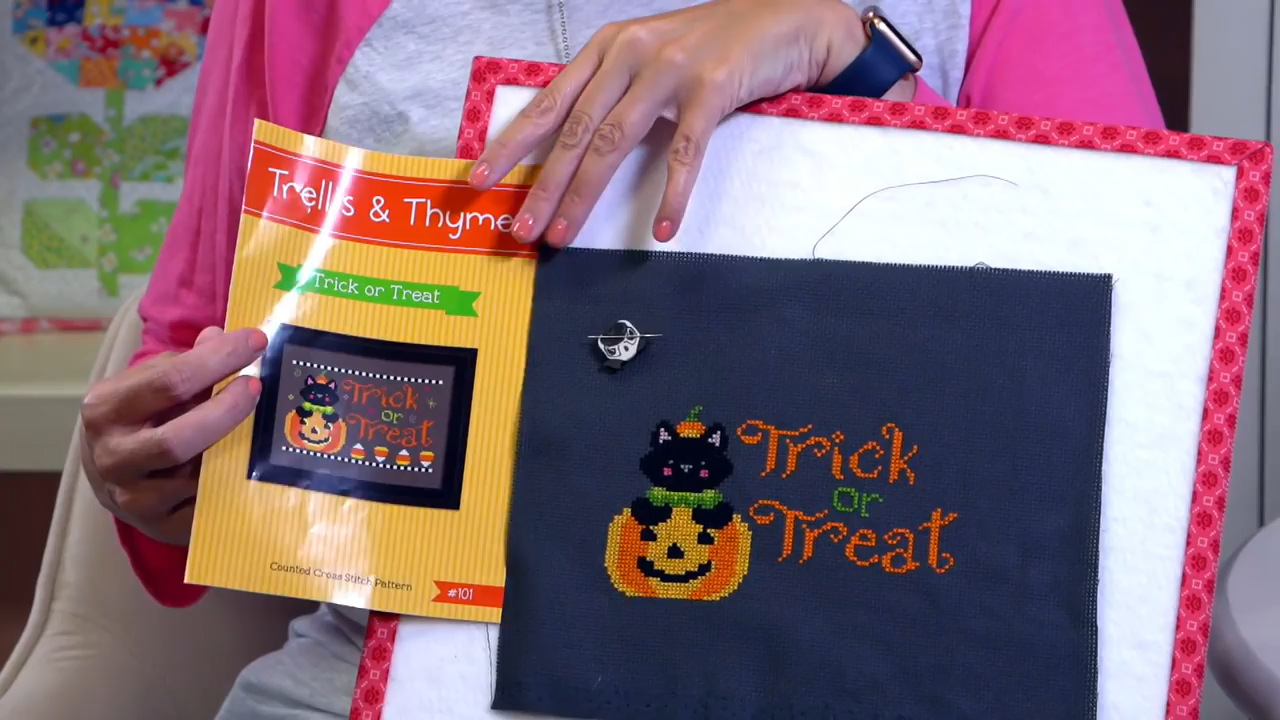 Trellis & Thyme
Trick or Treat
Trick
or
Treat
Counted Cross Stitch Pattern
#101
Trick
or
Treat